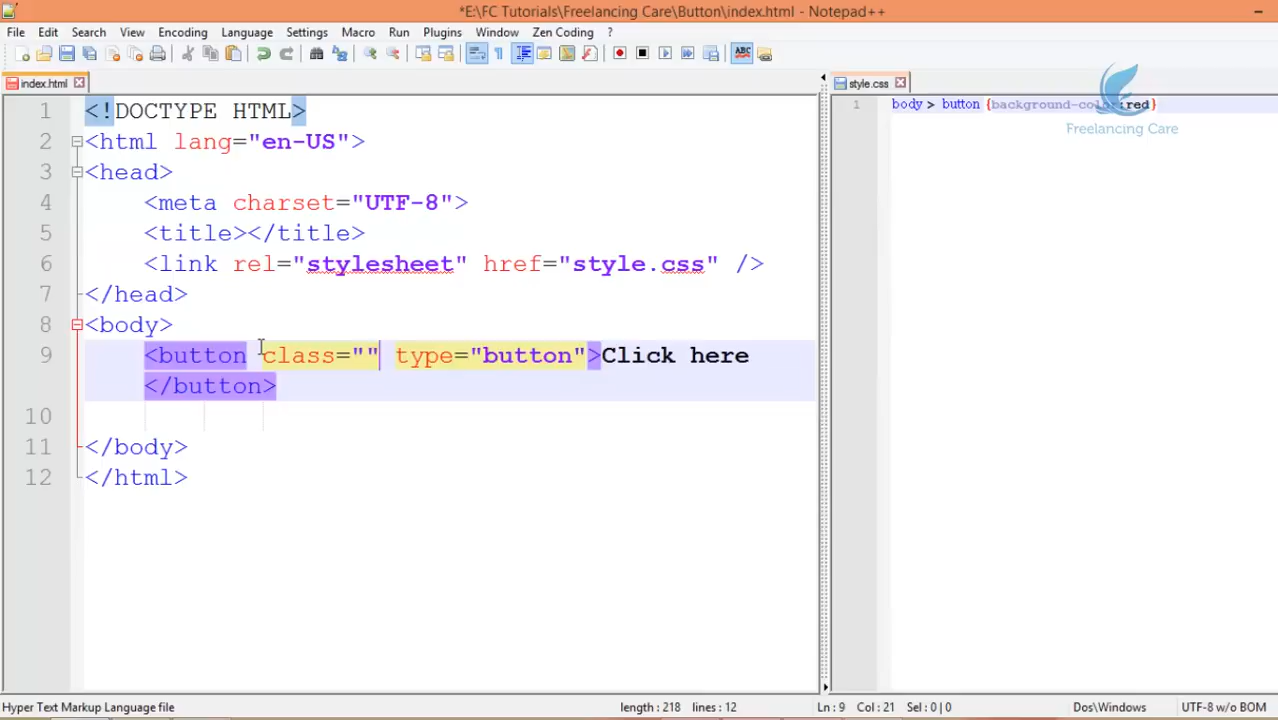 *E:\FC Tutorials\Freelancing Care\Button\index.html - Notepad++
File Edit Search View Encoding Language Settings Macro Run Plugins Window Zen Coding ?
index.html
style.css
1 <!DOCTYPE HTML>
2 <html lang="en-US">
3 <head>
4 <meta charset="UTF-8">
5 <title></title>
6 <link rel="stylesheet" href="style.css" />
7 </head>
8 <body>
9 <button class="" type="button">Click here
</button>
10
11 </body>
12 </html>
1 body > button {background-color:red}
Freelancing Care
Hyper Text Markup Language file length : 218 lines : 12 Ln : 9 Col : 21 Sel : 0 | 0 Dos\Windows UTF-8 w/o BOM